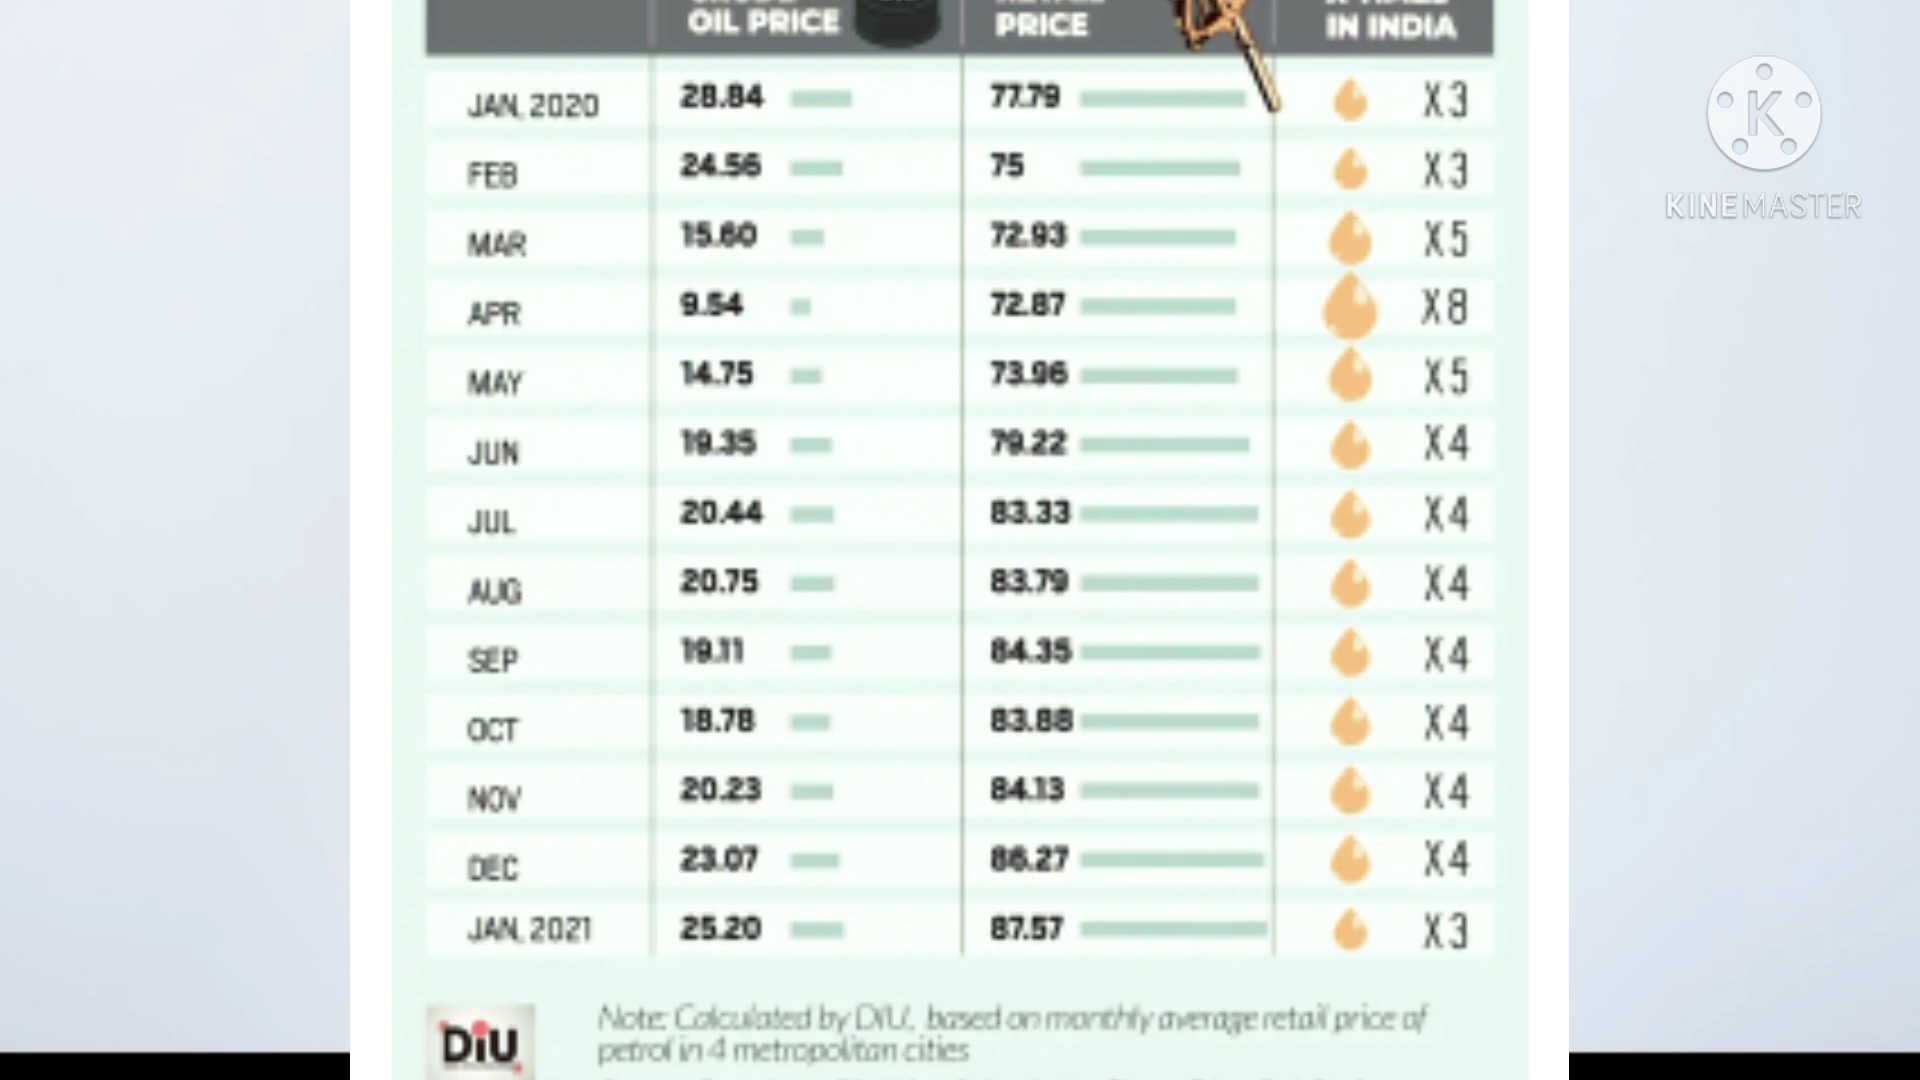 OIL PRICE
PRICE
IN INDIA
JAN, 2020 28.84 77.79 X3
FEB 24.56 75 X3
MAR 15.60 72.93 X5
APR 9.54 72.87 X8
MAY 14.75 73.96 X5
JUN 19.35 79.22 X4
JUL 20.44 83.33 X4
AUG 20.75 83.79 X4
SEP 19.11 84.35 X4
OCT 18.78 83.88 X4
NOV 20.23 84.13 X4
DEC 23.07 86.27 X4
JAN, 2021 25.20 87.57 X3
DiU
Note: Calculated by DIU, based on monthly average retail price of
petrol in 4 metropolitan cities
K
KINEMASTER